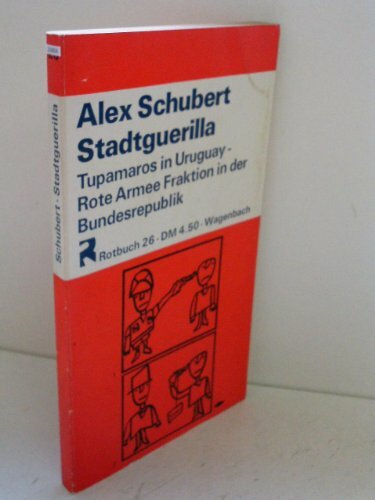 Alex Schubert
Stadtguerilla
Tupamaros in Uruguay -
Rote Armee Fraktion in der
Bundesrepublik
Rotbuch 26 · DM 4.50 · Wagenbach
Schubert · Stadtguerilla